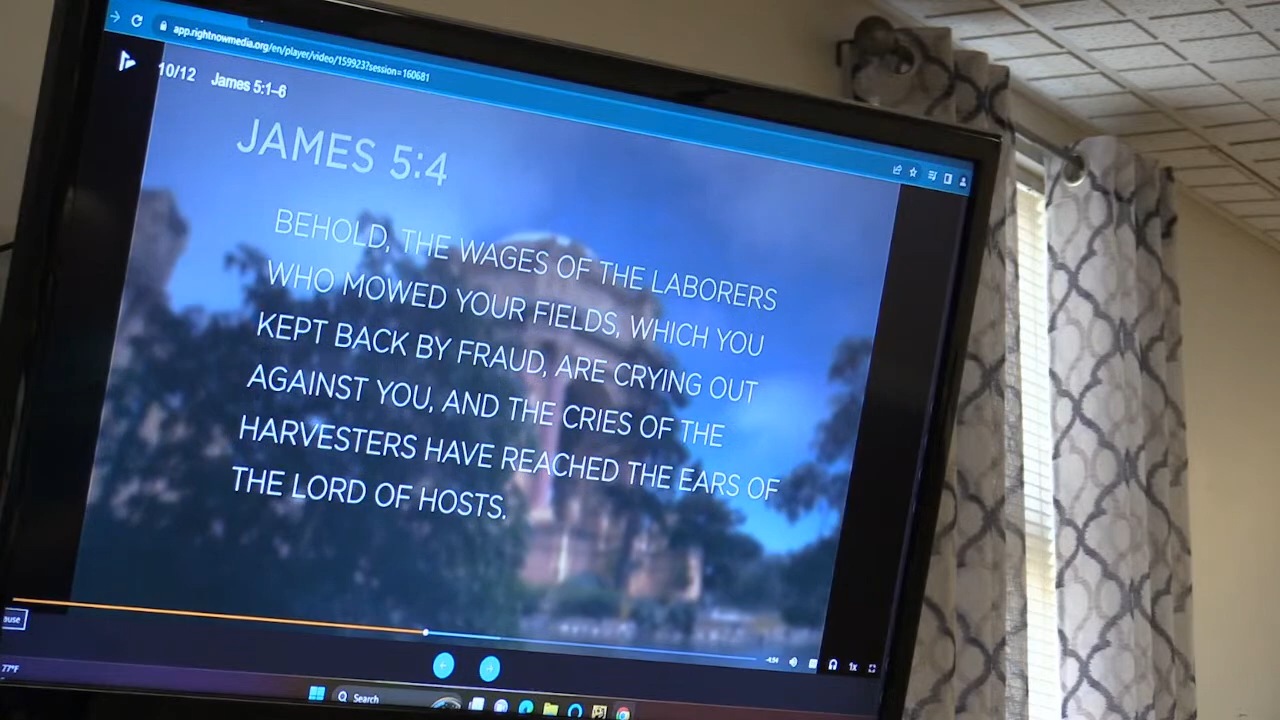 app.rightnowmedia.org/en/player/video/159923?session=160681
10/12 James 5:1–6
JAMES 5:4
BEHOLD, THE WAGES OF THE LABORERS
WHO MOWED YOUR FIELDS, WHICH YOU
KEPT BACK BY FRAUD, ARE CRYING OUT
AGAINST YOU, AND THE CRIES OF THE
HARVESTERS HAVE REACHED THE EARS OF
THE LORD OF HOSTS.
ause
-4:54 1x
77°F
Search